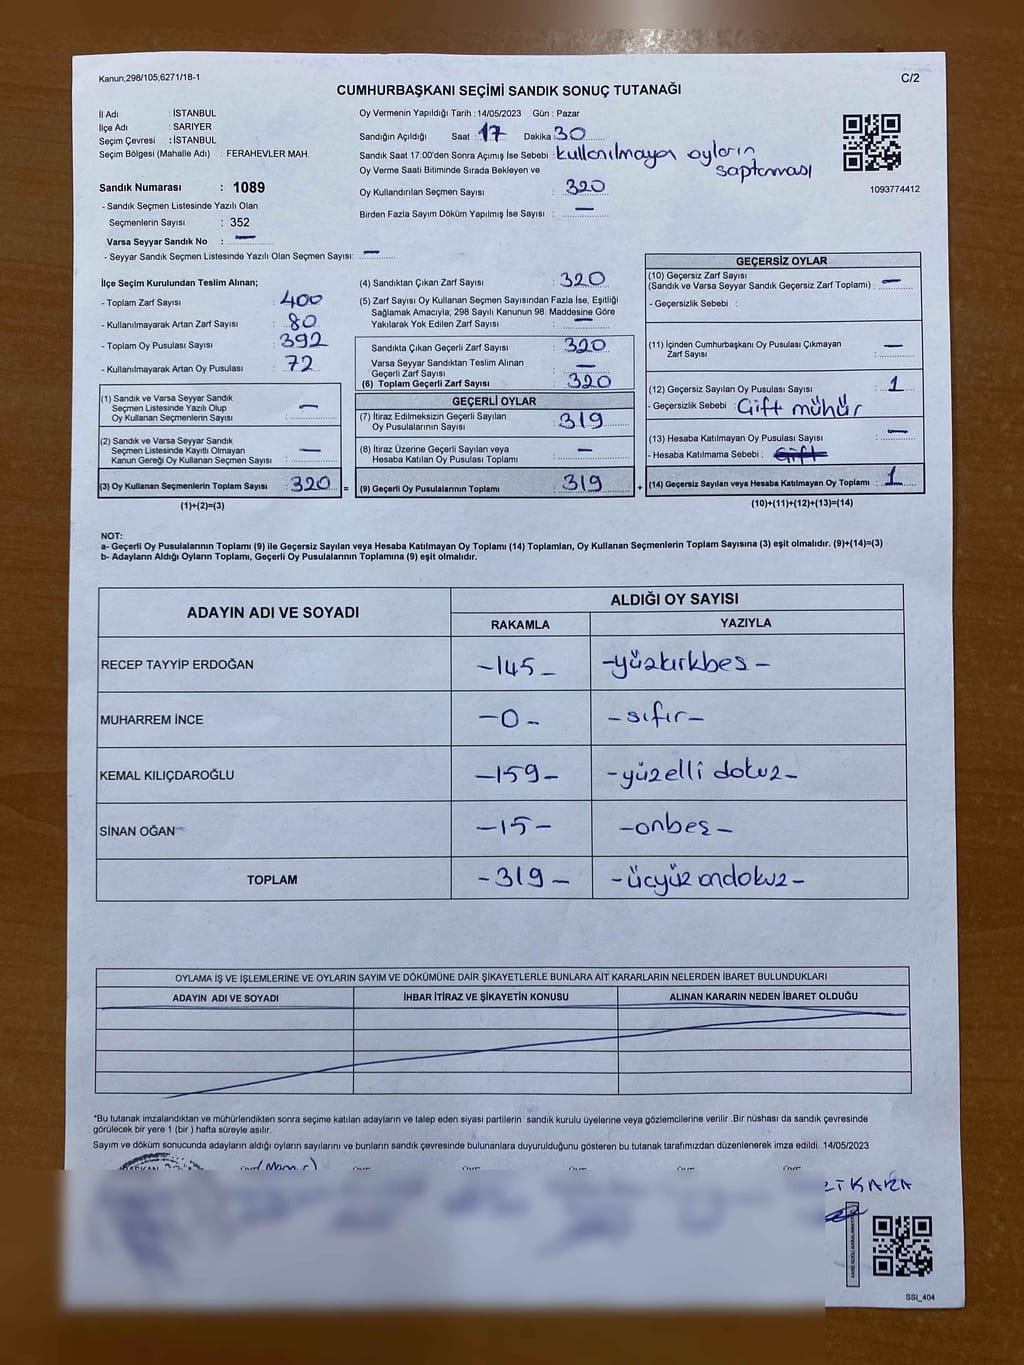 Kanun,298/105,6271/18-1
C/2
CUMHURBAŞKANI SEÇİMİ SANDIK SONUÇ TUTANAĞI
İl Adı : İSTANBUL
İlçe Adı : SARIYER
Seçim Çevresi : İSTANBUL
Seçim Bölgesi (Mahalle Adı) : FERAHEVLER MAH.
Sandık Numarası : 1089
- Sandık Seçmen Listesinde Yazılı Olan
Seçmenlerin Sayısı : 352
Varsa Seyyar Sandık No : —
- Seyyar Sandık Seçmen Listesinde Yazılı Olan Seçmen Sayısı: —
Oy Vermenin Yapıldığı Tarih : 14/05/2023 Gün : Pazar
Sandığın Açıldığı Saat : 17 Dakika : 30
Sandık Saat 17:00'den Sonra Açımış İse Sebebi : kullanılmayan oyların
saptanması
Oy Verme Saati Bitiminde Sırada Bekleyen ve
Oy Kullandırılan Seçmen Sayısı : 320
Birden Fazla Sayım Döküm Yapılmış İse Sayısı : —
1093774412
İlçe Seçim Kurulundan Teslim Alınan;
- Toplam Zarf Sayısı : 400
- Kullanılmayarak Artan Zarf Sayısı : 80
- Toplam Oy Pusulası Sayısı : 392
- Kullanılmayarak Artan Oy Pusulası : 72
(1) Sandık ve Varsa Seyyar Sandık
Seçmen Listesinde Yazılı Olup
Oy Kullanan Seçmenlerin Sayısı : —
(2) Sandık ve Varsa Seyyar Sandık
Seçmen Listesinde Kayıtlı Olmayan
Kanun Gereği Oy Kullanan Seçmen Sayısı : —
(3) Oy Kullanan Seçmenlerin Toplam Sayısı : 320 =
(1)+(2)=(3)
(4) Sandıktan Çıkan Zarf Sayısı : 320
(5) Zarf Sayısı Oy Kullanan Seçmen Sayısından Fazla İse, Eşitliği
Sağlamak Amacıyla; 298 Sayılı Kanunun 98. Maddesine Göre
Yakılarak Yok Edilen Zarf Sayısı : —
Sandıkta Çıkan Geçerli Zarf Sayısı : 320
Varsa Seyyar Sandıktan Teslim Alınan
Geçerli Zarf Sayısı : —
(6) Toplam Geçerli Zarf Sayısı : 320
GEÇERLİ OYLAR
(7) İtiraz Edilmeksizin Geçerli Sayılan
Oy Pusulalarının Sayısı : 319
(8) İtiraz Üzerine Geçerli Sayılan veya
Hesaba Katılan Oy Pusulası Toplamı : —
(9) Geçerli Oy Pusulalarının Toplamı : 319 +
GEÇERSİZ OYLAR
(10) Geçersiz Zarf Sayısı
(Sandık ve Varsa Seyyar Sandık Geçersiz Zarf Toplamı) : —
- Geçersizlik Sebebi :
(11) İçinden Cumhurbaşkanı Oy Pusulası Çıkmayan
Zarf Sayısı : —
(12) Geçersiz Sayılan Oy Pusulası Sayısı : 1
- Geçersizlik Sebebi : Çift mühür
(13) Hesaba Katılmayan Oy Pusulası Sayısı : —
- Hesaba Katılmama Sebebi : Çift
(14) Geçersiz Sayılan veya Hesaba Katılmayan Oy Toplamı : 1
(10)+(11)+(12)+(13)=(14)
NOT:
a- Geçerli Oy Pusulalarının Toplamı (9) ile Geçersiz Sayılan veya Hesaba Katılmayan Oy Toplamı (14) Toplamları, Oy Kullanan Seçmenlerin Toplam Sayısına (3) eşit olmalıdır. (9)+(14)=(3)
b- Adayların Aldığı Oyların Toplamı, Geçerli Oy Pusulalarının Toplamına (9) eşit olmalıdır.
ADAYIN ADI VE SOYADI ALDIĞI OY SAYISI
RAKAMLA YAZIYLA
RECEP TAYYİP ERDOĞAN -145- -yüzkırkbeş-
MUHARREM İNCE -0- -sıfır-
KEMAL KILIÇDAROĞLU -159- -yüzelli dokuz-
SİNAN OĞAN -15- -onbeş-
TOPLAM -319- -üçyüz ondokuz-
OYLAMA İŞ VE İŞLEMLERİNE VE OYLARIN SAYIM VE DÖKÜMÜNE DAİR ŞİKAYETLERLE BUNLARA AİT KARARLARIN NELERDEN İBARET BULUNDUKLARI
ADAYIN ADI VE SOYADI İHBAR İTİRAZ VE ŞİKAYETİN KONUSU ALINAN KARARIN NEDEN İBARET OLDUĞU
*Bu tutanak imzalandıktan ve mühürlendikten sonra seçime katılan adayların ve talep eden siyasi partilerin sandık kurulu üyelerine veya gözlemcilerine verilir .Bir nüshası da sandık çevresinde
görülecek bir yere 1 (bir ) hafta süreyle asılır.
Sayım ve döküm sonucunda adayların aldığı oyların sayılarını ve bunların sandık çevresinde bulunanlara duyurulduğunu gösteren bu tutanak tarafımızdan düzenlenerek imza edildi. 14/05/2023
SSI_404